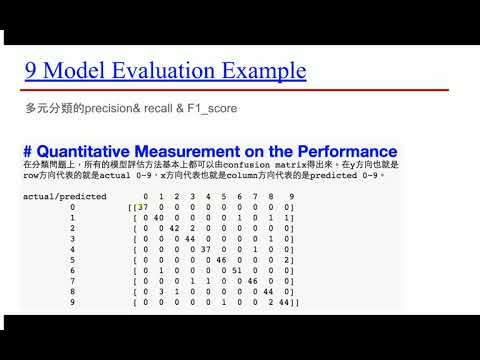 9 Model Evaluation Example
多元分類的precision& recall & F1_score
# Quantitative Measurement on the Performance
在分類問題上，所有的模型評估方法基本上都可以由confusion matrix得出來。在y方向也就是
row方向代表的就是actual 0~9，x方向代表也就是column方向代表的是predicted 0~9。
actual/predicted 0 1 2 3 4 5 6 7 8 9
0 [[37 0 0 0 0 0 0 0 0 0]
1 [ 0 40 0 0 0 1 0 1 1]
2 [ 0 0 42 2 0 0 0 0 0 0]
3 [ 0 0 0 44 0 0 0 0 1 0]
4 [ 0 0 0 0 37 0 0 1 0 0]
5 [ 0 0 0 0 0 46 0 0 0 2]
6 [ 0 1 0 0 0 0 51 0 0 0]
7 [ 0 0 0 1 1 0 0 46 0 0]
8 [ 0 3 1 0 0 0 0 0 44 0]
9 [ 0 0 0 0 0 1 0 0 2 44]]